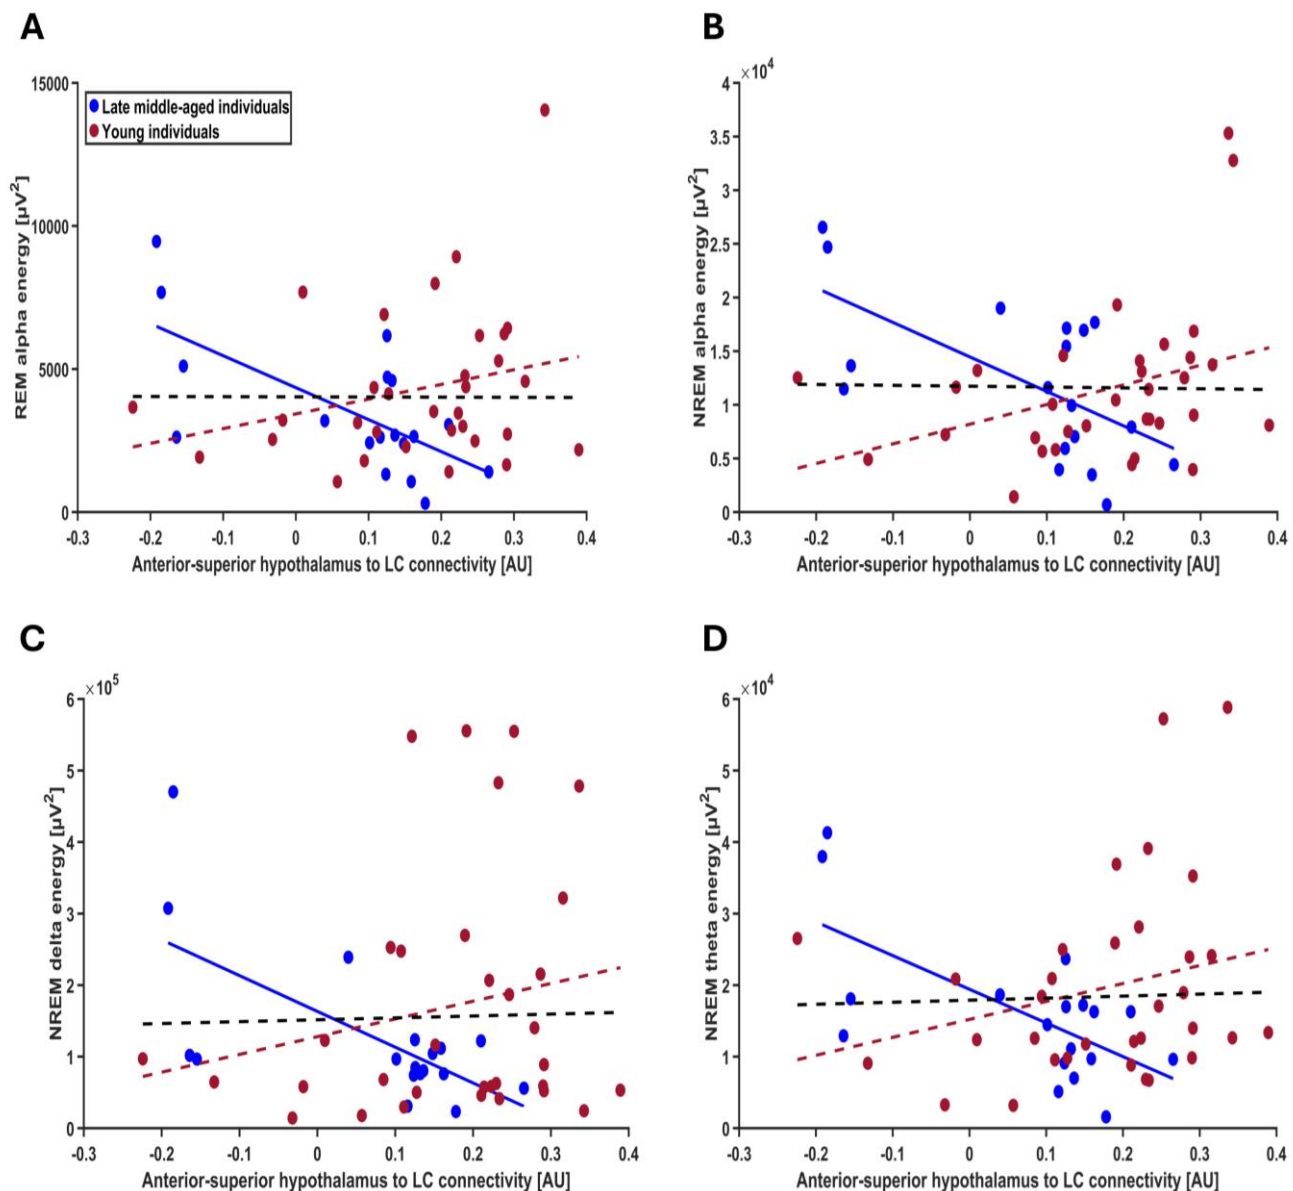 A
REM alpha energy [µV²]
15000
10000
5000
0
Late middle-aged individuals
Young individuals
-0.3 -0.2 -0.1 0 0.1 0.2 0.3 0.4
Anterior-superior hypothalamus to LC connectivity [AU]
B
×10⁴
NREM alpha energy [µV²]
4
3.5
3
2.5
2
1.5
1
0.5
0
-0.3 -0.2 -0.1 0 0.1 0.2 0.3 0.4
Anterior-superior hypothalamus to LC connectivity [AU]
C
×10⁵
NREM delta energy [µV²]
6
5
4
3
2
1
0
-0.3 -0.2 -0.1 0 0.1 0.2 0.3 0.4
Anterior-superior hypothalamus to LC connectivity [AU]
D
×10⁴
NREM theta energy [µV²]
6
5
4
3
2
1
0
-0.3 -0.2 -0.1 0 0.1 0.2 0.3 0.4
Anterior-superior hypothalamus to LC connectivity [AU]